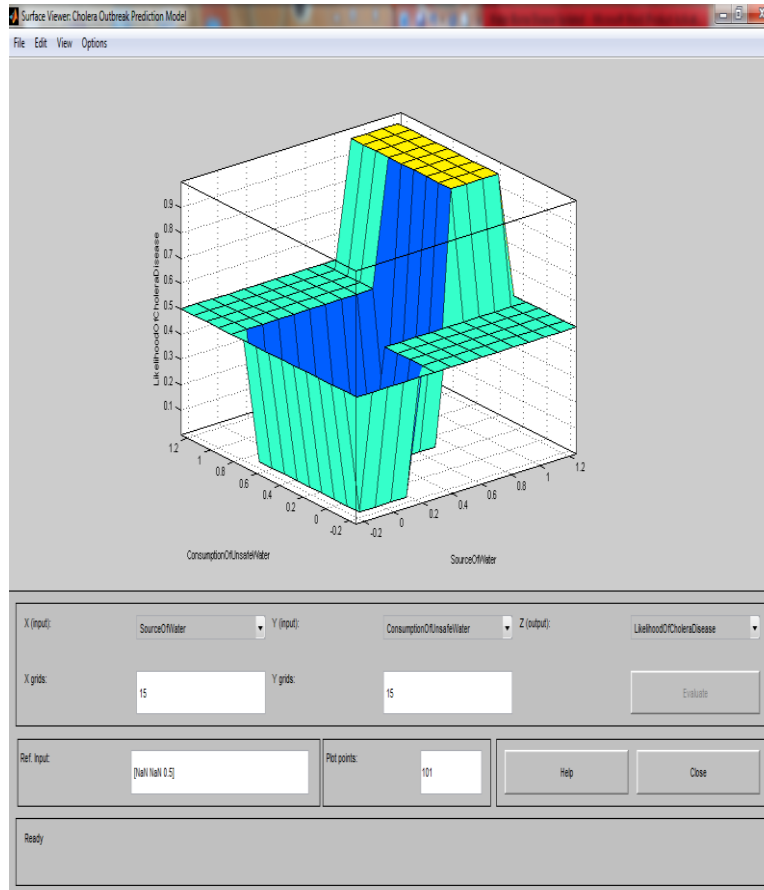 Surface Viewer: Cholera Outbreak Prediction Model
File Edit View Options
0.9
0.8
0.7
0.6
0.5
0.4
0.3
0.2
0.1
LikelihoodOfCholeraDisease
1.2
1
0.8
0.6
0.4
0.2
0
-0.2
-0.2
0
0.2
0.4
0.6
0.8
1
1.2
ConsumptionOfUnsafeWater
SourceOfWater
X (input): SourceOfWater Y (input): ConsumptionOfUnsafeWater Z (output): LikelihoodOfCholeraDisease
X grids: 15 Y grids: 15 Evaluate
Ref. Input: [NaN NaN 0.5] Plot points: 101 Help Close
Ready